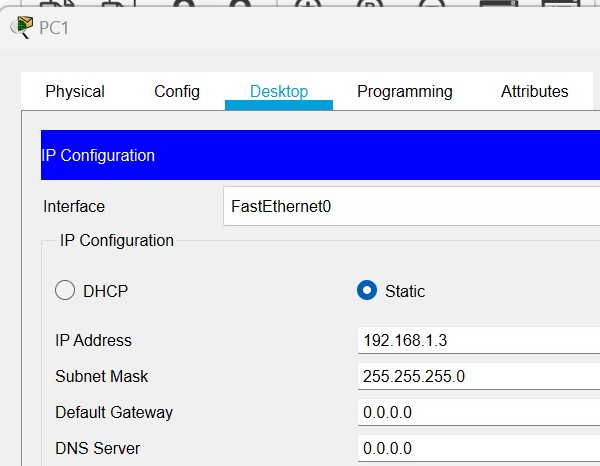 PC1
Physical Config Desktop Programming Attributes
IP Configuration
Interface FastEthernet0
IP Configuration
DHCP Static
IP Address 192.168.1.3
Subnet Mask 255.255.255.0
Default Gateway 0.0.0.0
DNS Server 0.0.0.0